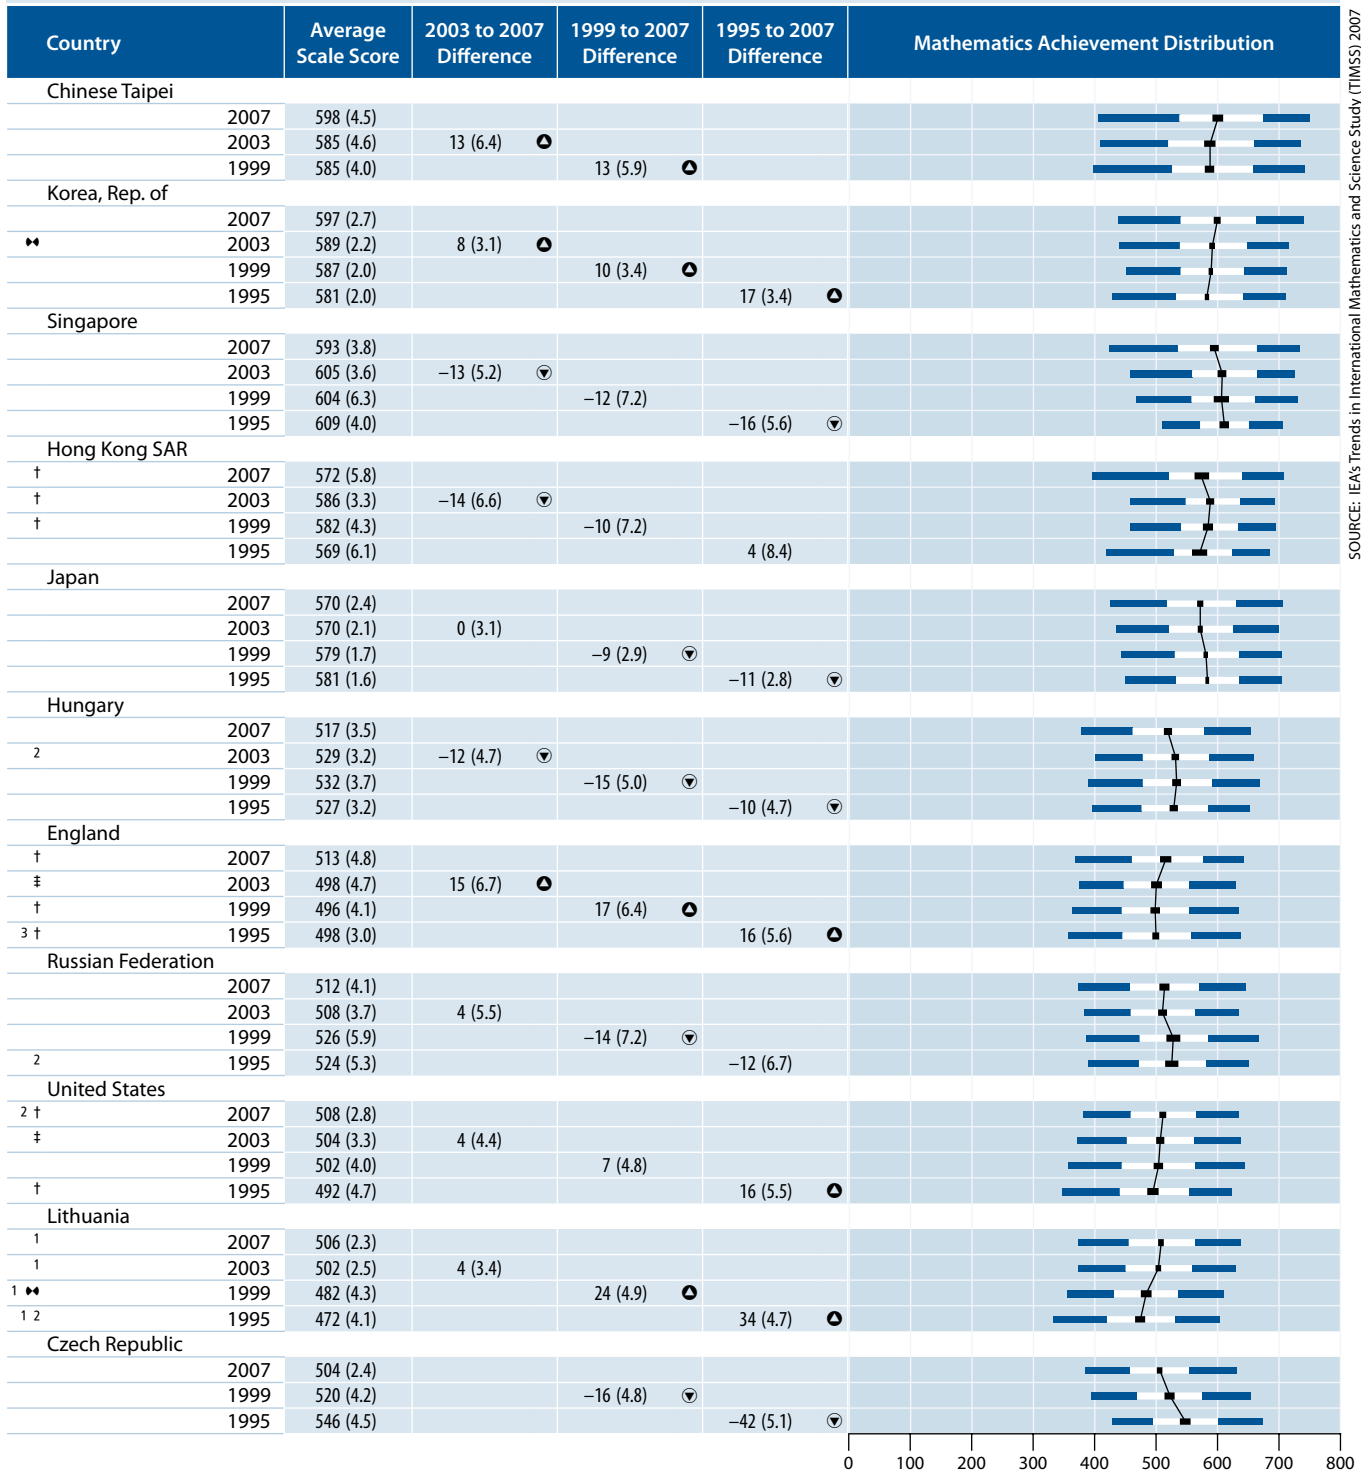 Country Average Scale Score 2003 to 2007 Difference 1999 to 2007 Difference 1995 to 2007 Difference Mathematics Achievement Distribution
Chinese Taipei
2007 598 (4.5)
2003 585 (4.6) 13 (6.4)
1999 585 (4.0) 13 (5.9)
Korea, Rep. of
2007 597 (2.7)
2003 589 (2.2) 8 (3.1)
1999 587 (2.0) 10 (3.4)
1995 581 (2.0) 17 (3.4)
Singapore
2007 593 (3.8)
2003 605 (3.6) –13 (5.2)
1999 604 (6.3) –12 (7.2)
1995 609 (4.0) –16 (5.6)
Hong Kong SAR
† 2007 572 (5.8)
† 2003 586 (3.3) –14 (6.6)
† 1999 582 (4.3) –10 (7.2)
1995 569 (6.1) 4 (8.4)
Japan
2007 570 (2.4)
2003 570 (2.1) 0 (3.1)
1999 579 (1.7) –9 (2.9)
1995 581 (1.6) –11 (2.8)
Hungary
2007 517 (3.5)
2 2003 529 (3.2) –12 (4.7)
1999 532 (3.7) –15 (5.0)
1995 527 (3.2) –10 (4.7)
England
† 2007 513 (4.8)
‡ 2003 498 (4.7) 15 (6.7)
† 1999 496 (4.1) 17 (6.4)
3 † 1995 498 (3.0) 16 (5.6)
Russian Federation
2007 512 (4.1)
2003 508 (3.7) 4 (5.5)
1999 526 (5.9) –14 (7.2)
2 1995 524 (5.3) –12 (6.7)
United States
2 † 2007 508 (2.8)
‡ 2003 504 (3.3) 4 (4.4)
1999 502 (4.0) 7 (4.8)
† 1995 492 (4.7) 16 (5.5)
Lithuania
1 2007 506 (2.3)
1 2003 502 (2.5) 4 (3.4)
1 1999 482 (4.3) 24 (4.9)
1 2 1995 472 (4.1) 34 (4.7)
Czech Republic
2007 504 (2.4)
1999 520 (4.2) –16 (4.8)
1995 546 (4.5) –42 (5.1)
0 100 200 300 400 500 600 700 800
SOURCE: IEA's Trends in International Mathematics and Science Study (TIMSS) 2007